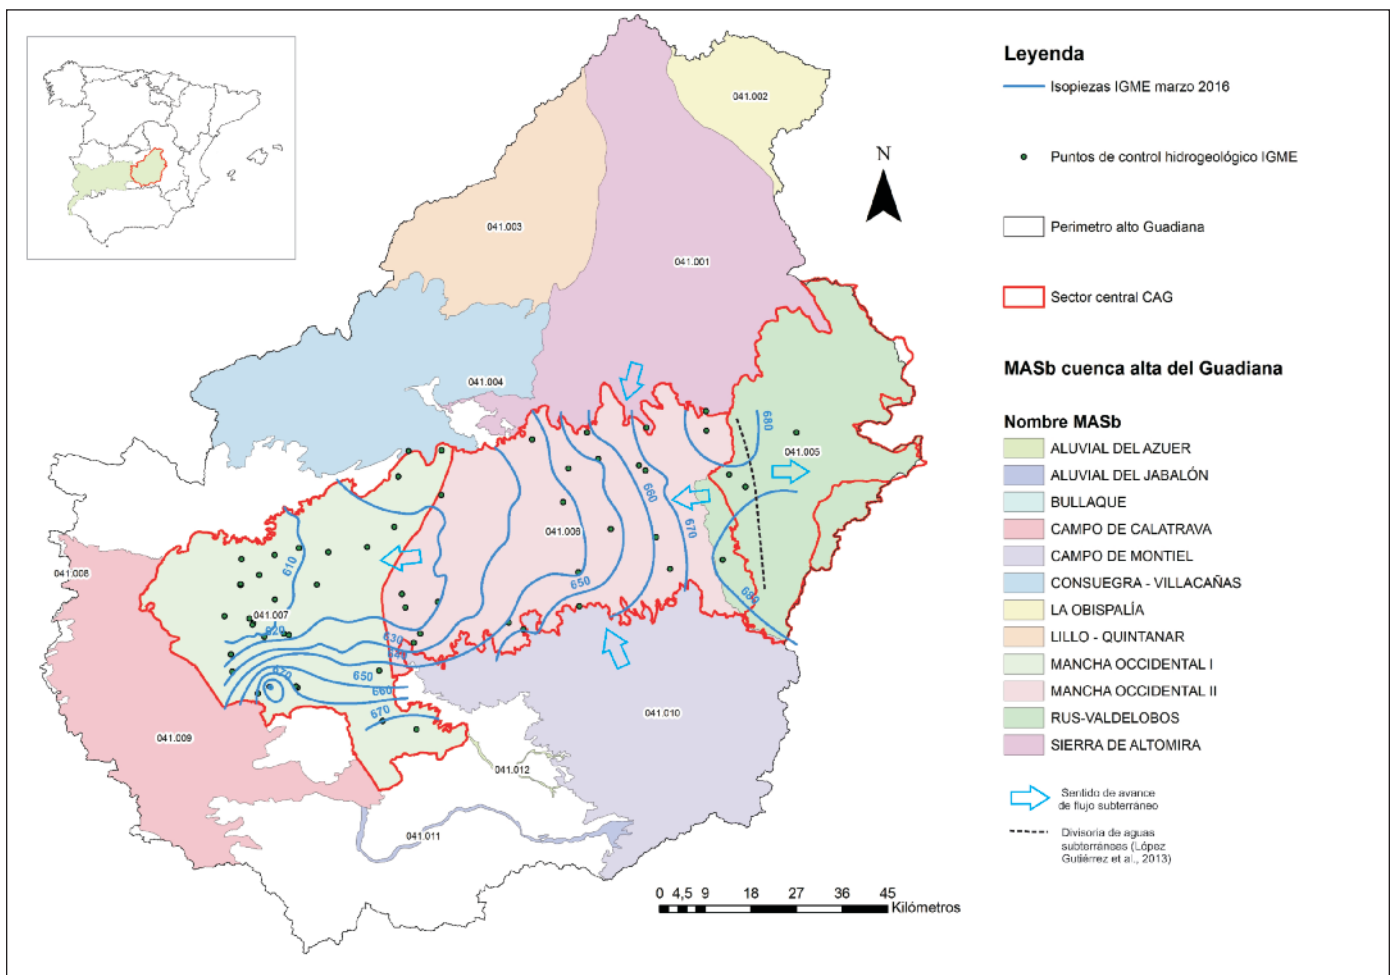 Leyenda
Isopiezas IGME marzo 2016
Puntos de control hidrogeológico IGME
Perimetro alto Guadiana
Sector central CAG
MASb cuenca alta del Guadiana
Nombre MASb
ALUVIAL DEL AZUER
ALUVIAL DEL JABALÓN
BULLAQUE
CAMPO DE CALATRAVA
CAMPO DE MONTIEL
CONSUEGRA - VILLACAÑAS
LA OBISPALÍA
LILLO - QUINTANAR
MANCHA OCCIDENTAL I
MANCHA OCCIDENTAL II
RUS-VALDELOBOS
SIERRA DE ALTOMIRA
Sentido de avance
de flujo subterráneo
Divisoria de aguas
subterráneas (López
Gutiérrez et al., 2013)
N
041.002
041.003
041.001
041.004
680
041.005
660
670
041.006
610
041.008
650
680
041.007
620
630
640
650
670
660
670
041.010
041.009
041.012
041.011
0 4,5 9 18 27 36 45
Kilómetros